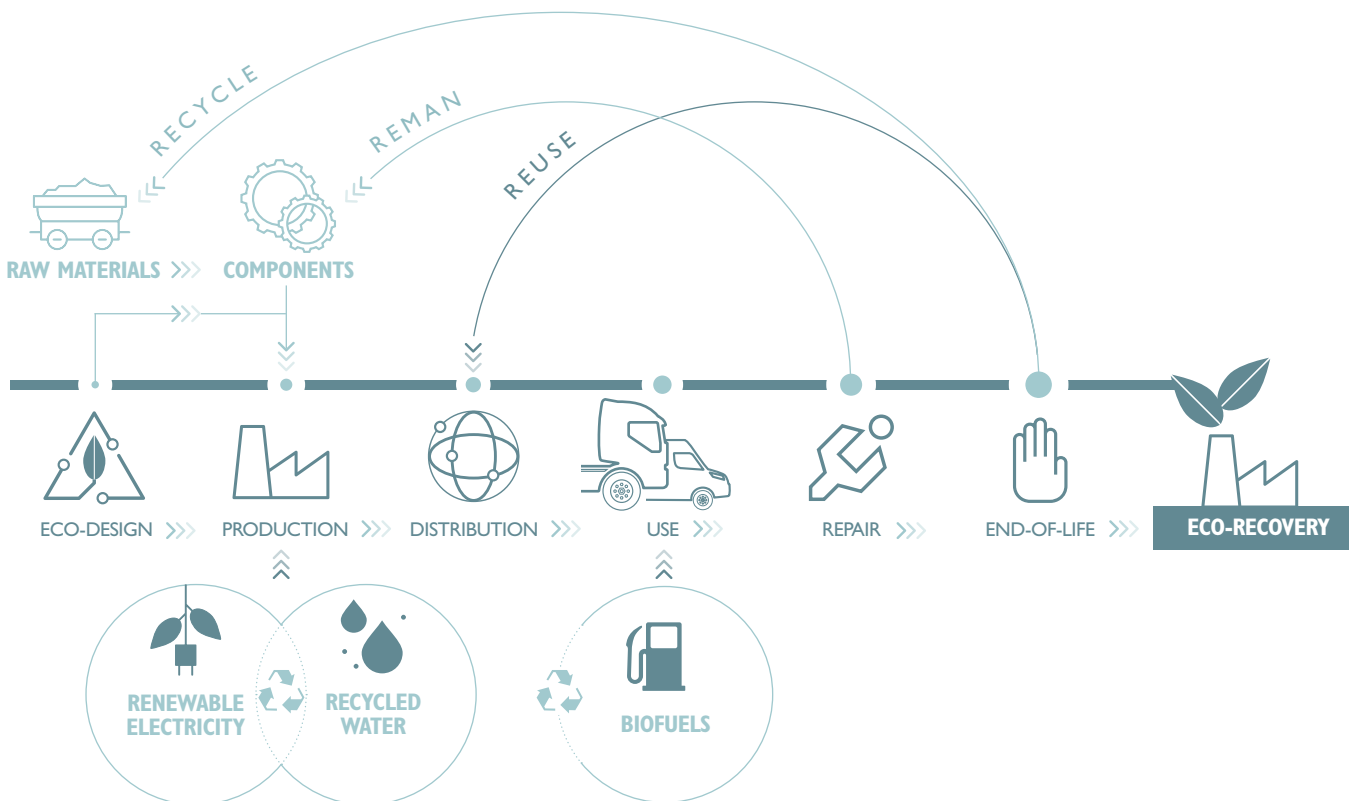 RECYCLE
REMAN
REUSE
RAW MATERIALS
COMPONENTS
ECO-DESIGN
PRODUCTION
DISTRIBUTION
USE
REPAIR
END-OF-LIFE
ECO-RECOVERY
RENEWABLE
ELECTRICITY
RECYCLED
WATER
BIOFUELS